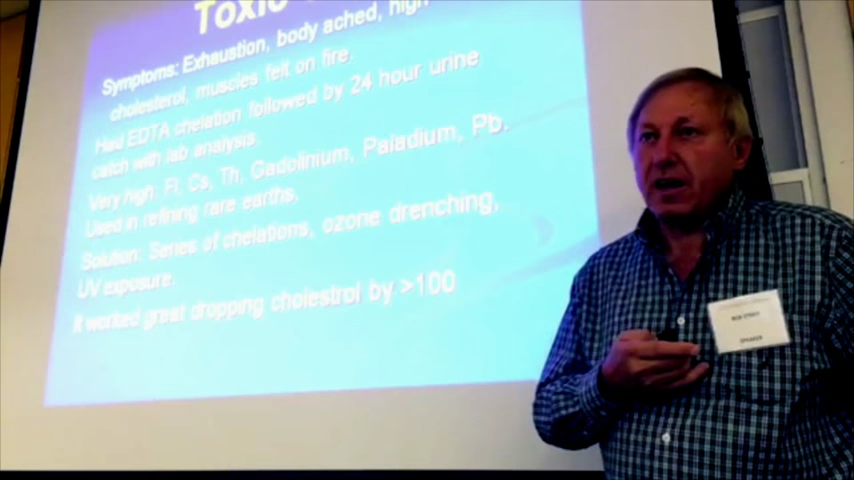 Toxic
Symptoms: Exhaustion, body ached, high
cholesterol, muscles felt on fire.
Had EDTA chelation followed by 24 hour urine
catch with lab analysis.
Very high: Fl, Cs, Th, Gadolinium, Paladium, Pb.
Used in refining rare earths.
Solution: Series of chelations, ozone drenching,
UV exposure.
It worked great dropping cholestrol by >100
SPEAKER